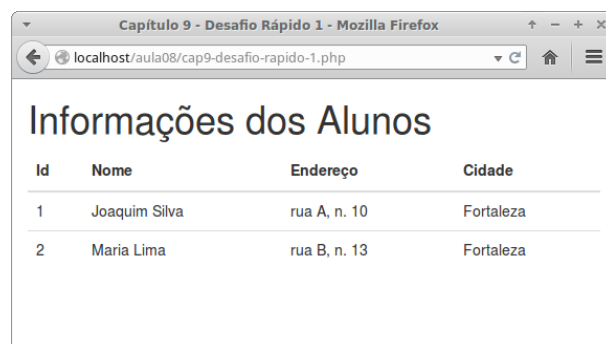 Capítulo 9 - Desafio Rápido 1 - Mozilla Firefox
localhost/aula08/cap9-desafio-rapido-1.php
Informações dos Alunos
Id Nome Endereço Cidade
1 Joaquim Silva rua A, n. 10 Fortaleza
2 Maria Lima rua B, n. 13 Fortaleza